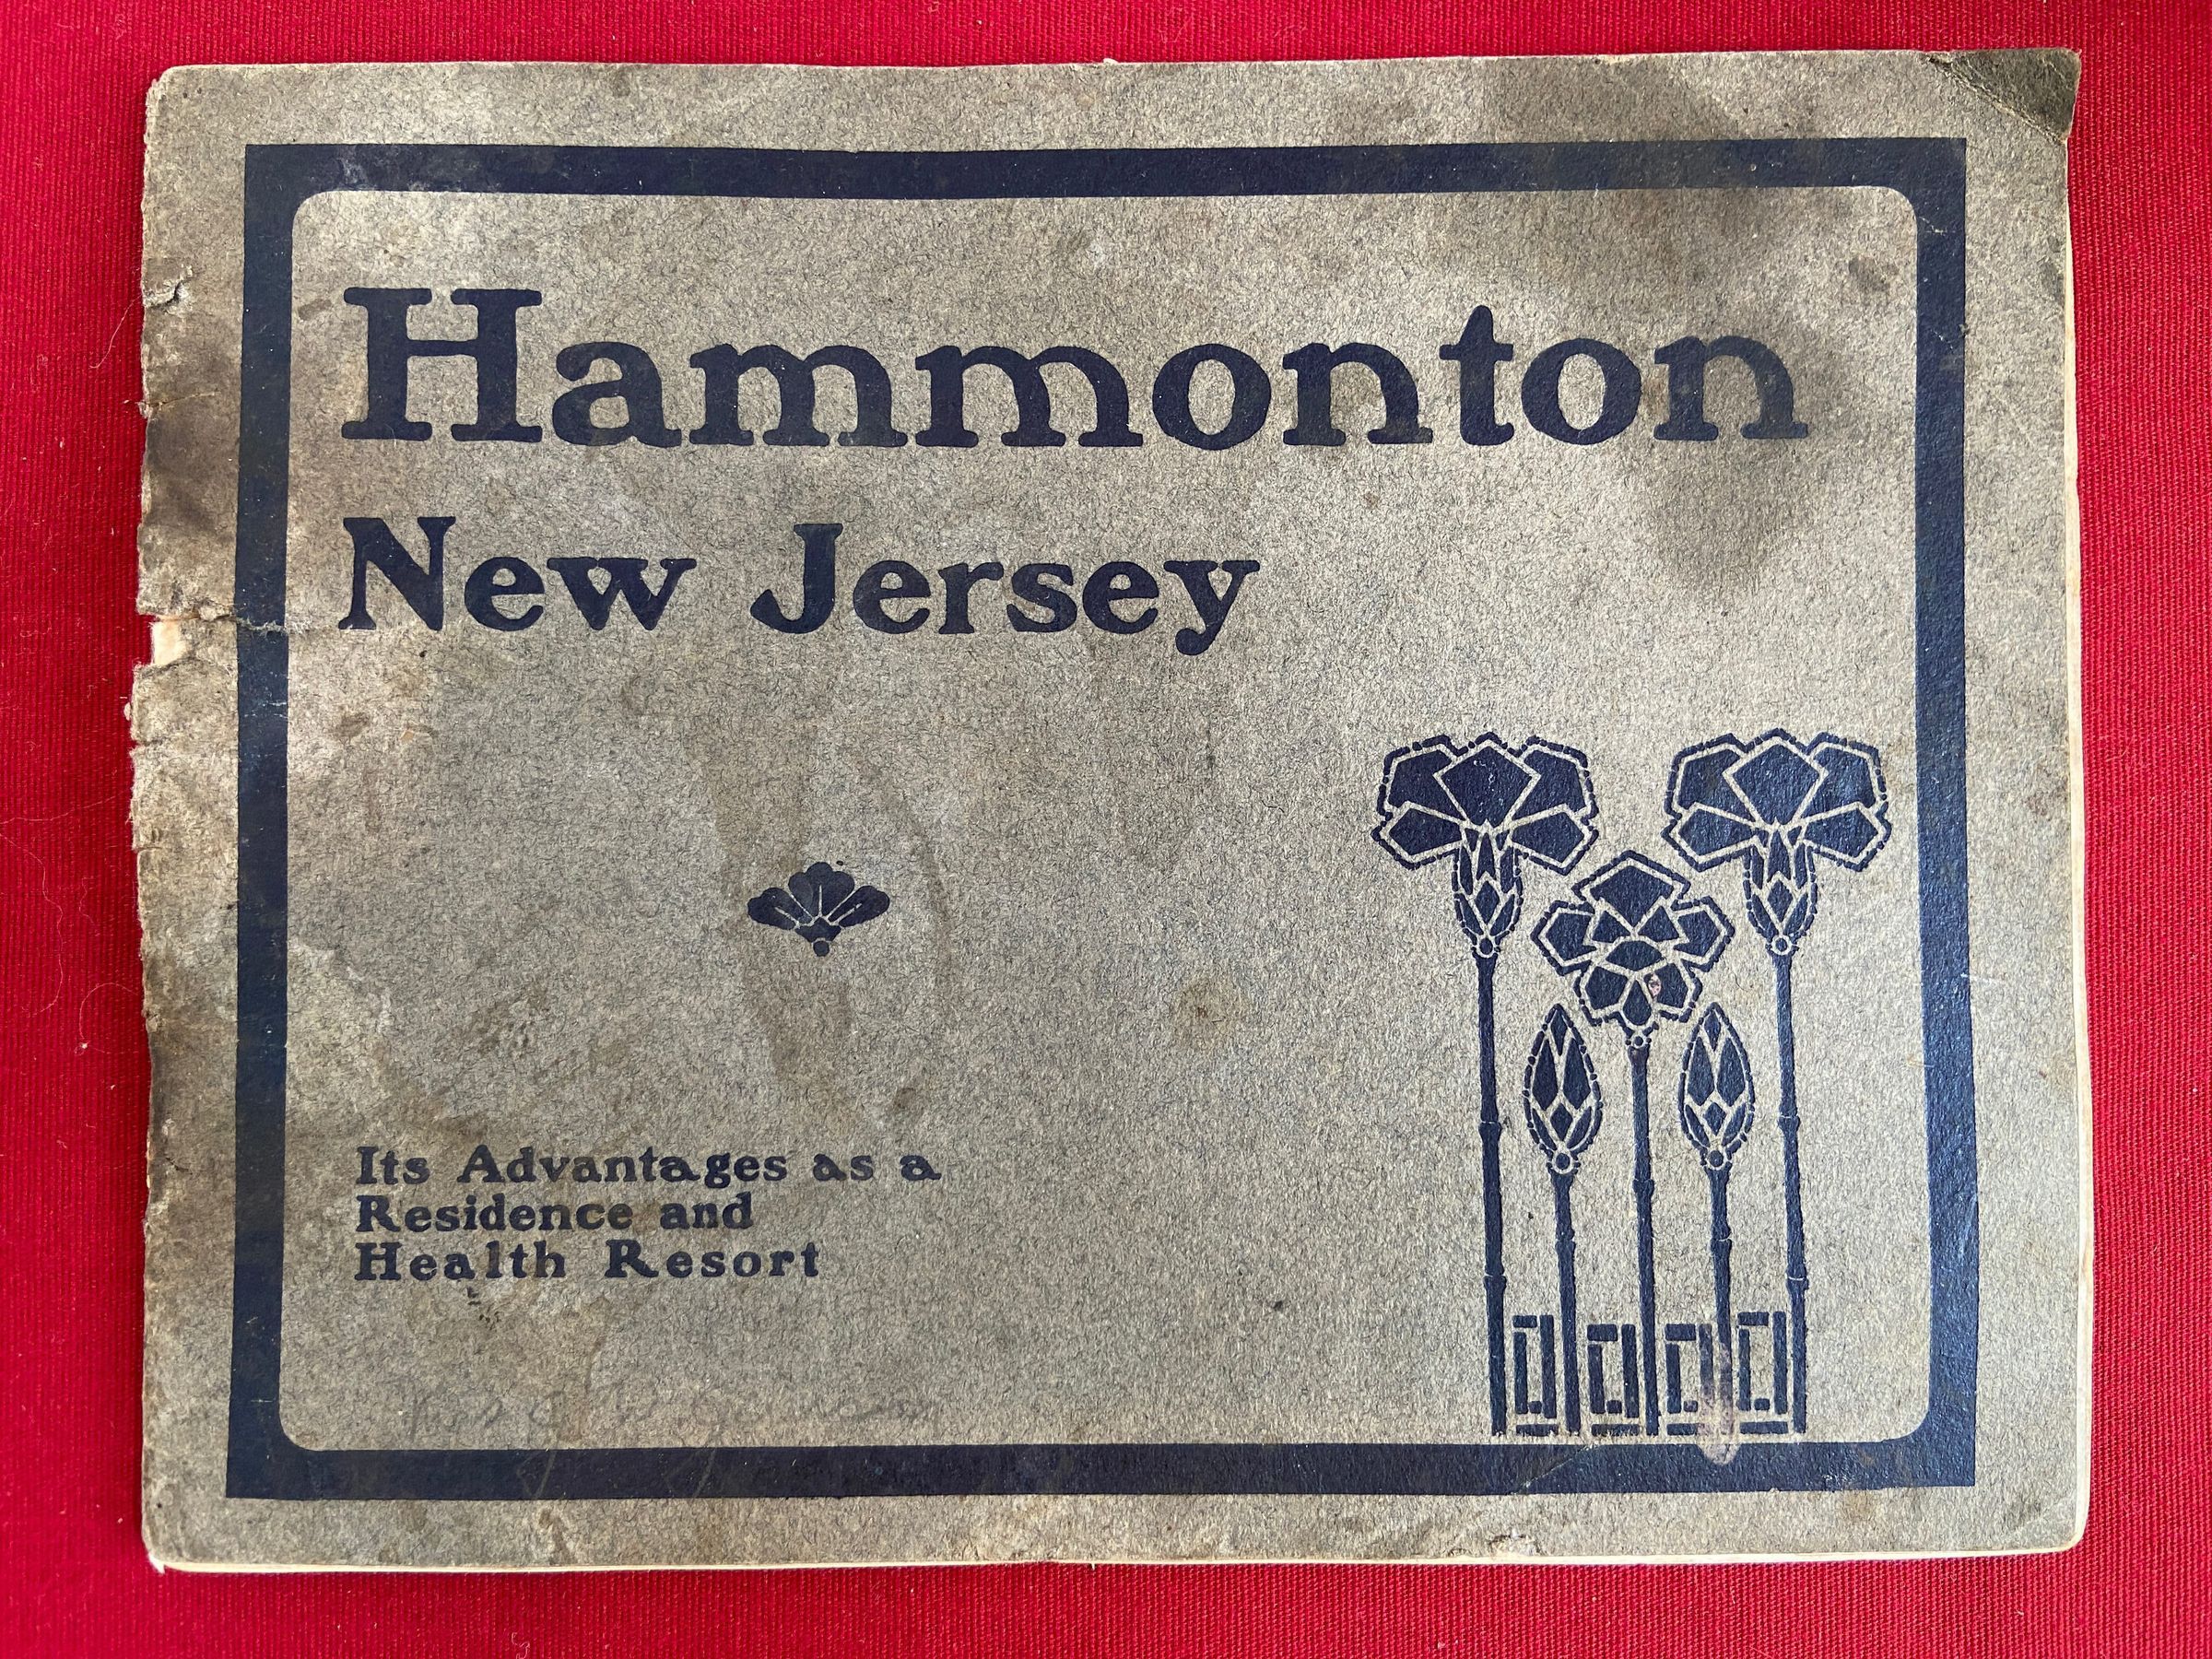 Hammonton
New Jersey
Its Advantages as a
Residence and
Health Resort